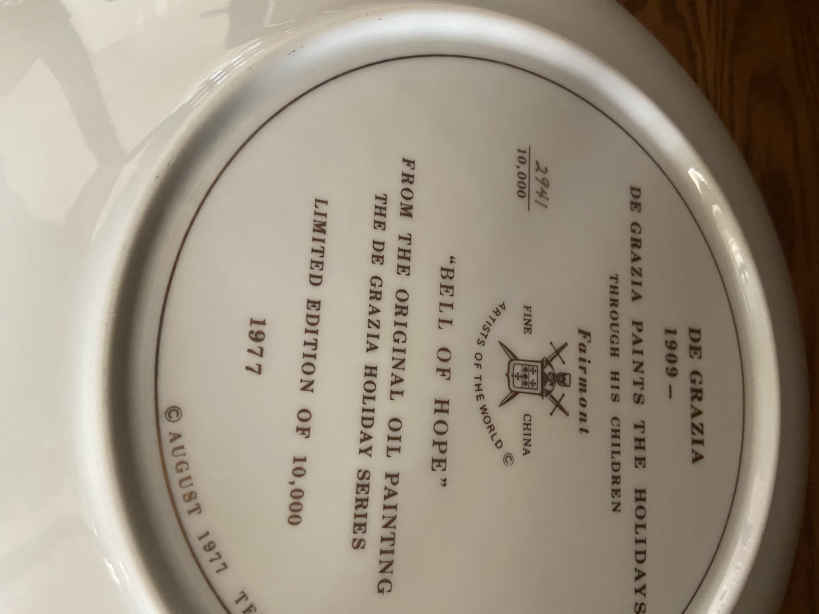 DE GRAZIA
1909–
DE GRAZIA PAINTS THE HOLIDAYS
THROUGH HIS CHILDREN
Fairmont
FINE CHINA
ARTISTS OF THE WORLD ©
2941
10,000
"BELL OF HOPE"
FROM THE ORIGINAL OIL PAINTING
THE DE GRAZIA HOLIDAY SERIES
LIMITED EDITION OF 10,000
1977
© AUGUST 1977